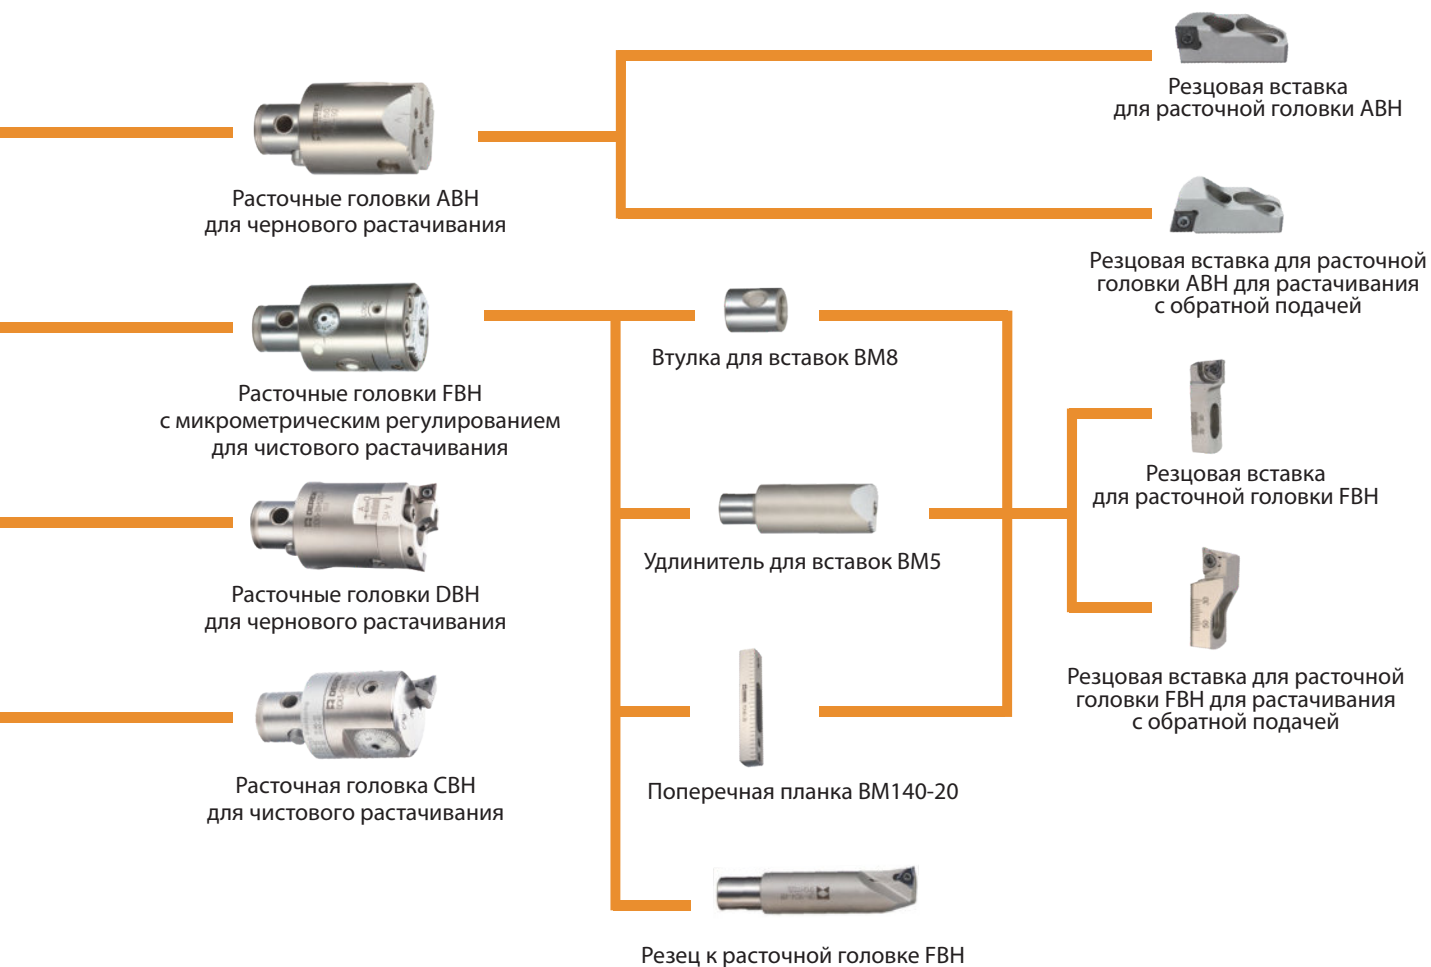 Резцовая вставка
для расточной головки ABH
Расточные головки ABH
для чернового растачивания
Резцовая вставка для расточной
головки ABH для растачивания
с обратной подачей
Втулка для вставок BM8
Расточные головки FBH
с микрометрическим регулированием
для чистового растачивания
Резцовая вставка
для расточной головки FBH
Удлинитель для вставок BM5
Расточные головки DBH
для чернового растачивания
Резцовая вставка для расточной
головки FBH для растачивания
с обратной подачей
Расточная головка CBH
для чистового растачивания
Поперечная планка BM140-20
Резец к расточной головке FBH